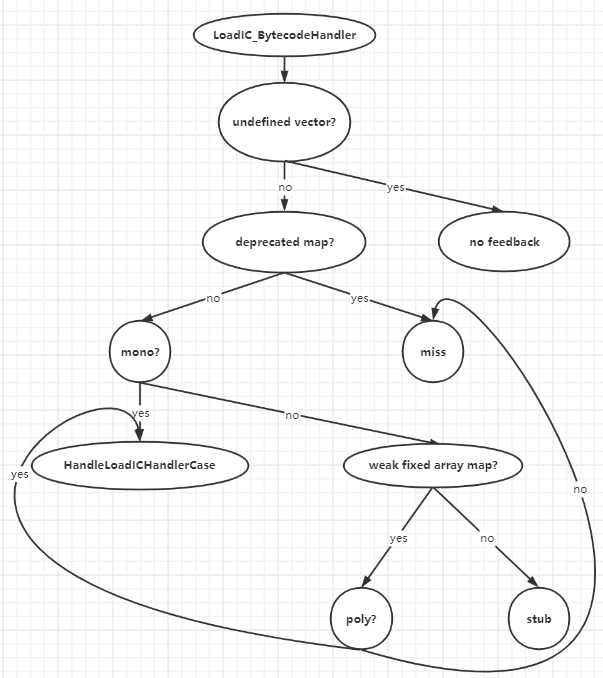 LoadIC_BytecodeHandler
undefined vector?
no
yes
deprecated map?
no feedback
no
yes
mono?
miss
yes
no
HandleLoadICHandlerCase
weak fixed array map?
yes
no
yes
no
poly?
stub